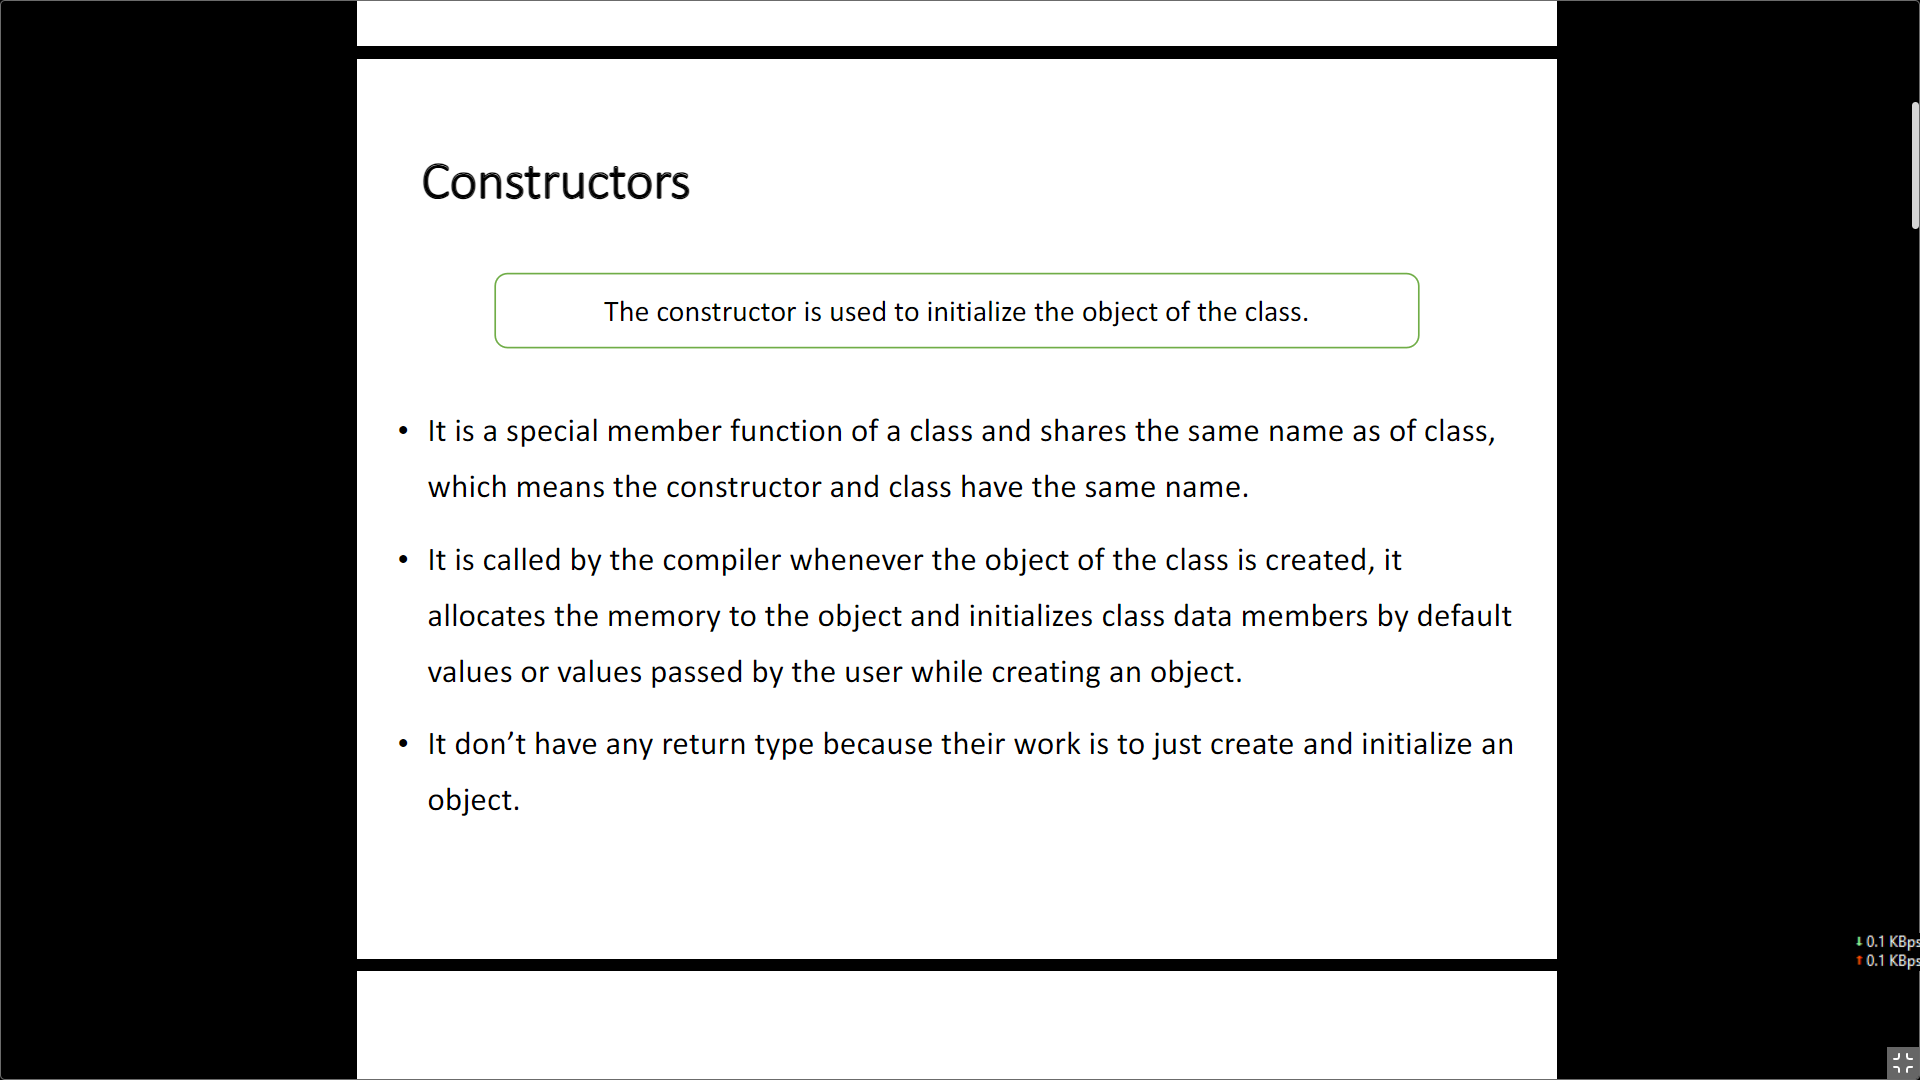 Constructors
The constructor is used to initialize the object of the class.
• It is a special member function of a class and shares the same name as of class,
which means the constructor and class have the same name.
• It is called by the compiler whenever the object of the class is created, it
allocates the memory to the object and initializes class data members by default
values or values passed by the user while creating an object.
• It don’t have any return type because their work is to just create and initialize an
object.
↓ 0.1 KBps
↑ 0.1 KBps